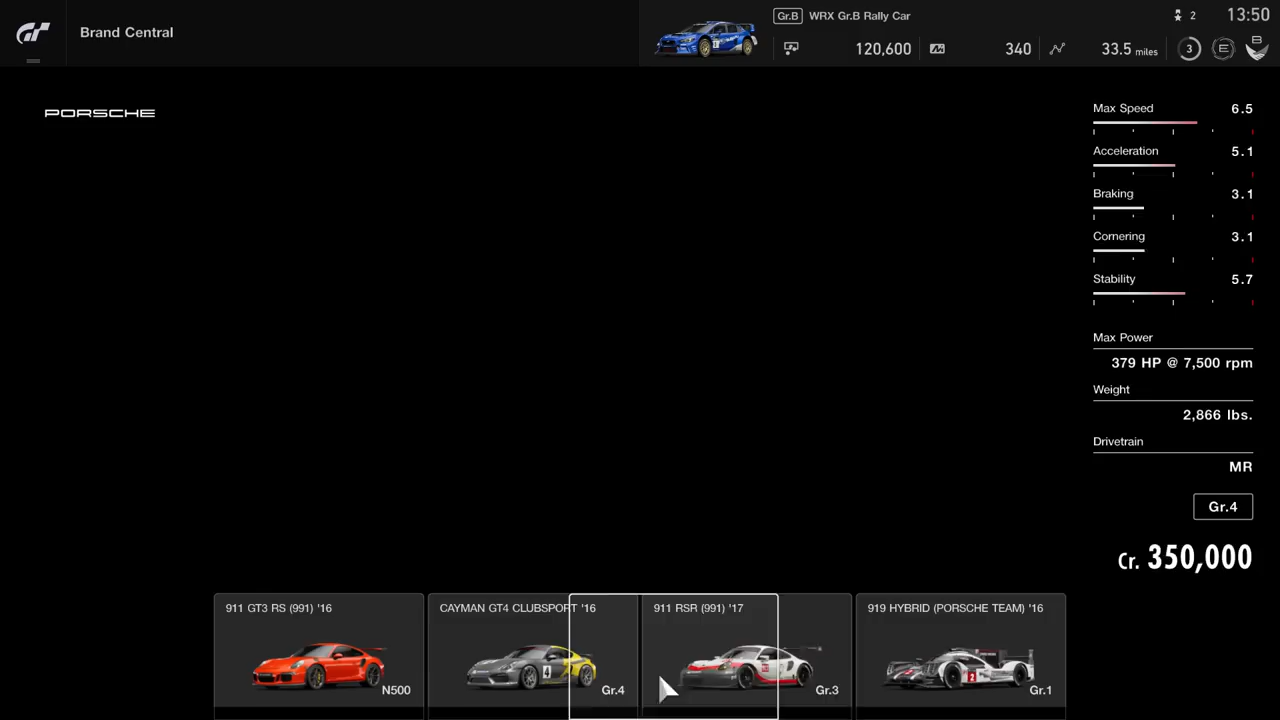 Brand Central
Gr.B WRX Gr.B Rally Car
2
13:50
120,600
340
33.5 miles
3
E
B
PORSCHE
Max Speed 6.5
Acceleration 5.1
Braking 3.1
Cornering 3.1
Stability 5.7
Max Power
379 HP @ 7,500 rpm
Weight
2,866 lbs.
Drivetrain
MR
Gr.4
Cr. 350,000
911 GT3 RS (991) '16
N500
CAYMAN GT4 CLUBSPORT '16
4
Gr.4
911 RSR (991) '17
Gr.3
919 HYBRID (PORSCHE TEAM) '16
2
Gr.1